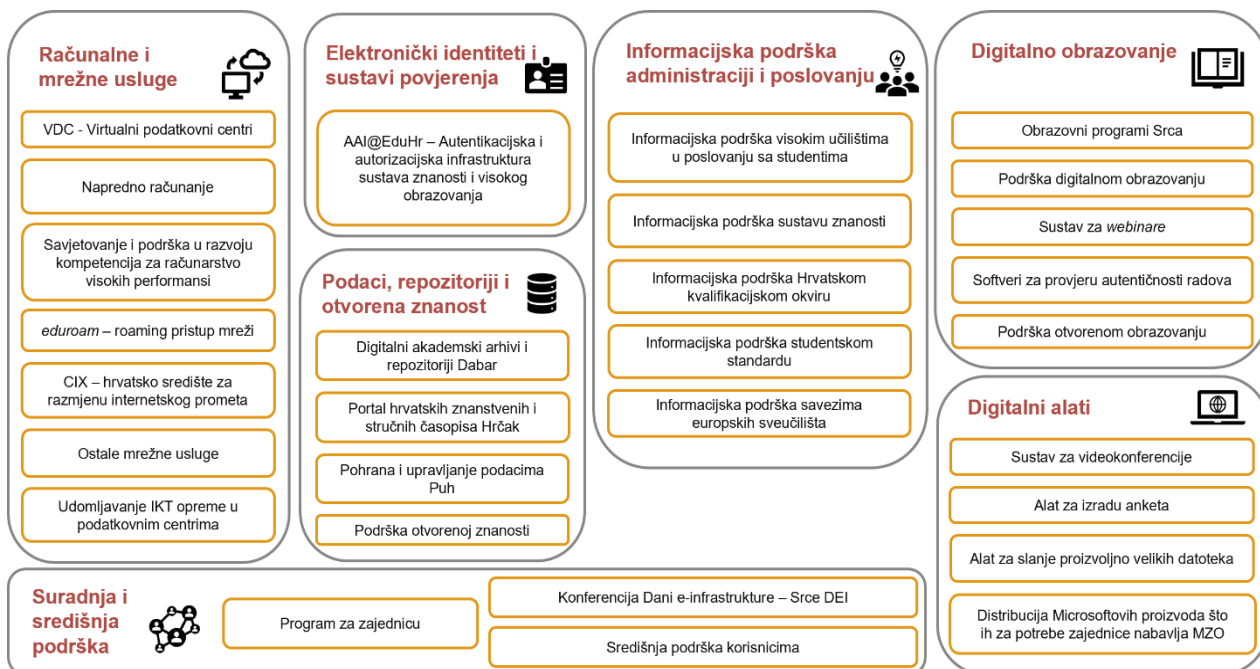 Računalne i
mrežne usluge
VDC - Virtualni podatkovni centri
Napredno računanje
Savjetovanje i podrška u razvoju
kompetencija za računarstvo
visokih performansi
eduroam – roaming pristup mreži
CIX – hrvatsko središte za
razmjenu internetskog prometa
Ostale mrežne usluge
Udomljavanje IKT opreme u
podatkovnim centrima
Elektronički identiteti i
sustavi povjerenja
AAI@EduHr – Autentikacijska i
autorizacijska infrastruktura
sustava znanosti i visokog
obrazovanja
Podaci, repozitoriji i
otvorena znanost
Digitalni akademski arhivi i
repozitoriji Dabar
Portal hrvatskih znanstvenih i
stručnih časopisa Hrčak
Pohrana i upravljanje podacima
Puh
Podrška otvorenoj znanosti
Informacijska podrška
administraciji i poslovanju
Informacijska podrška visokim učilištima
u poslovanju sa studentima
Informacijska podrška sustavu znanosti
Informacijska podrška Hrvatskom
kvalifikacijskom okviru
Informacijska podrška studentskom
standardu
Informacijska podrška savezima
europskih sveučilišta
Digitalno obrazovanje
Obrazovni programi Srca
Podrška digitalnom obrazovanju
Sustav za webinare
Softveri za provjeru autentičnosti radova
Podrška otvorenom obrazovanju
Digitalni alati
Sustav za videokonferencije
Alat za izradu anketa
Alat za slanje proizvoljno velikih datoteka
Distribucija Microsoftovih proizvoda što
ih za potrebe zajednice nabavlja MZO
Suradnja i
središnja
podrška
Program za zajednicu
Konferencija Dani e-infrastrukture – Srce DEI
Središnja podrška korisnicima